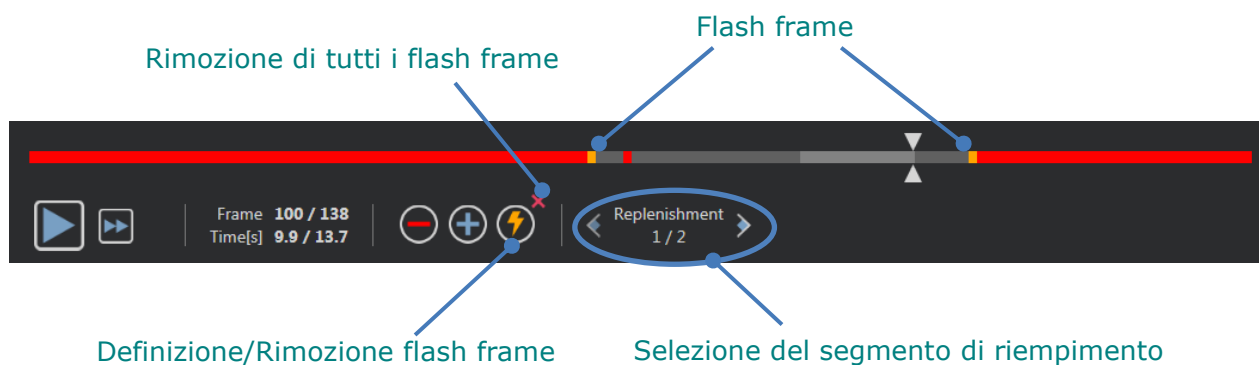 Flash frame
Rimozione di tutti i flash frame
Frame 100 / 138
Time[s] 9.9 / 13.7
Replenishment
1 / 2
Definizione/Rimozione flash frame
Selezione del segmento di riempimento